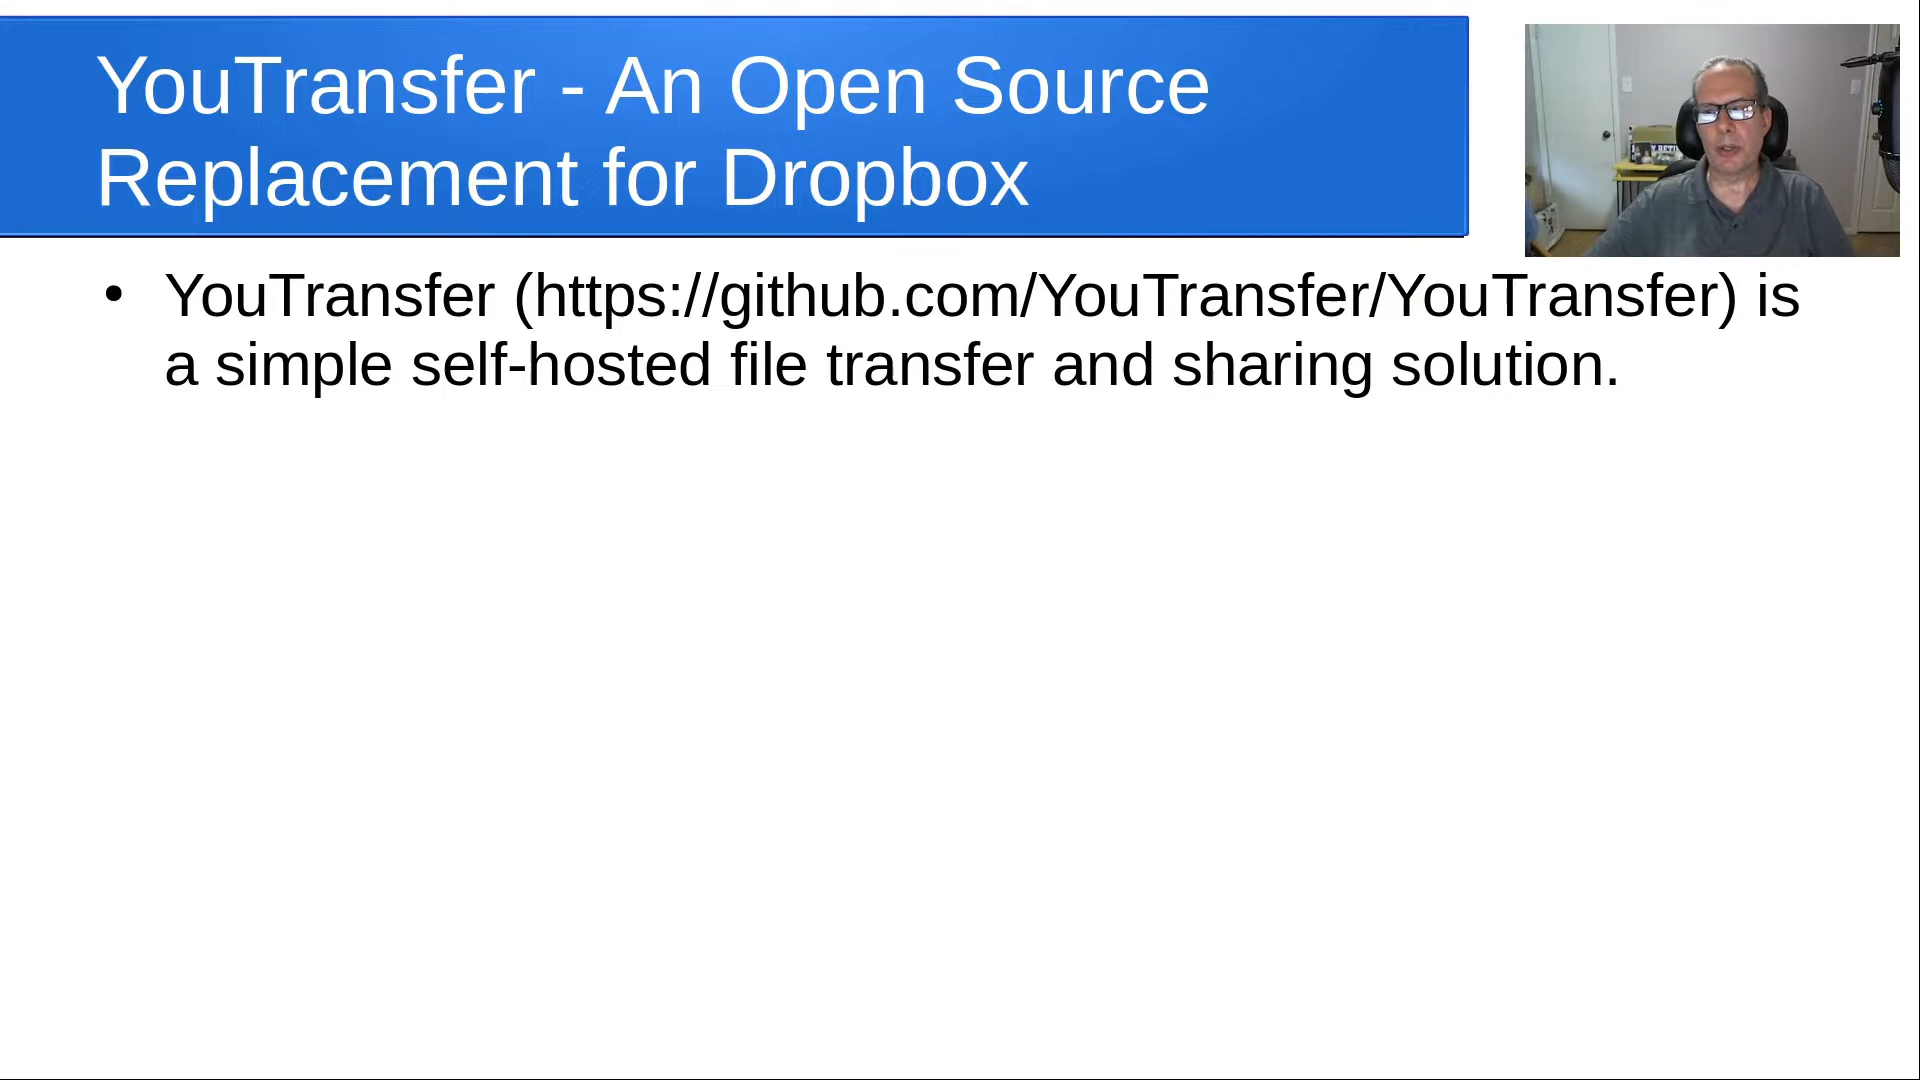 YouTransfer - An Open Source
Replacement for Dropbox
• YouTransfer (https://github.com/YouTransfer/YouTransfer) is
a simple self-hosted file transfer and sharing solution.